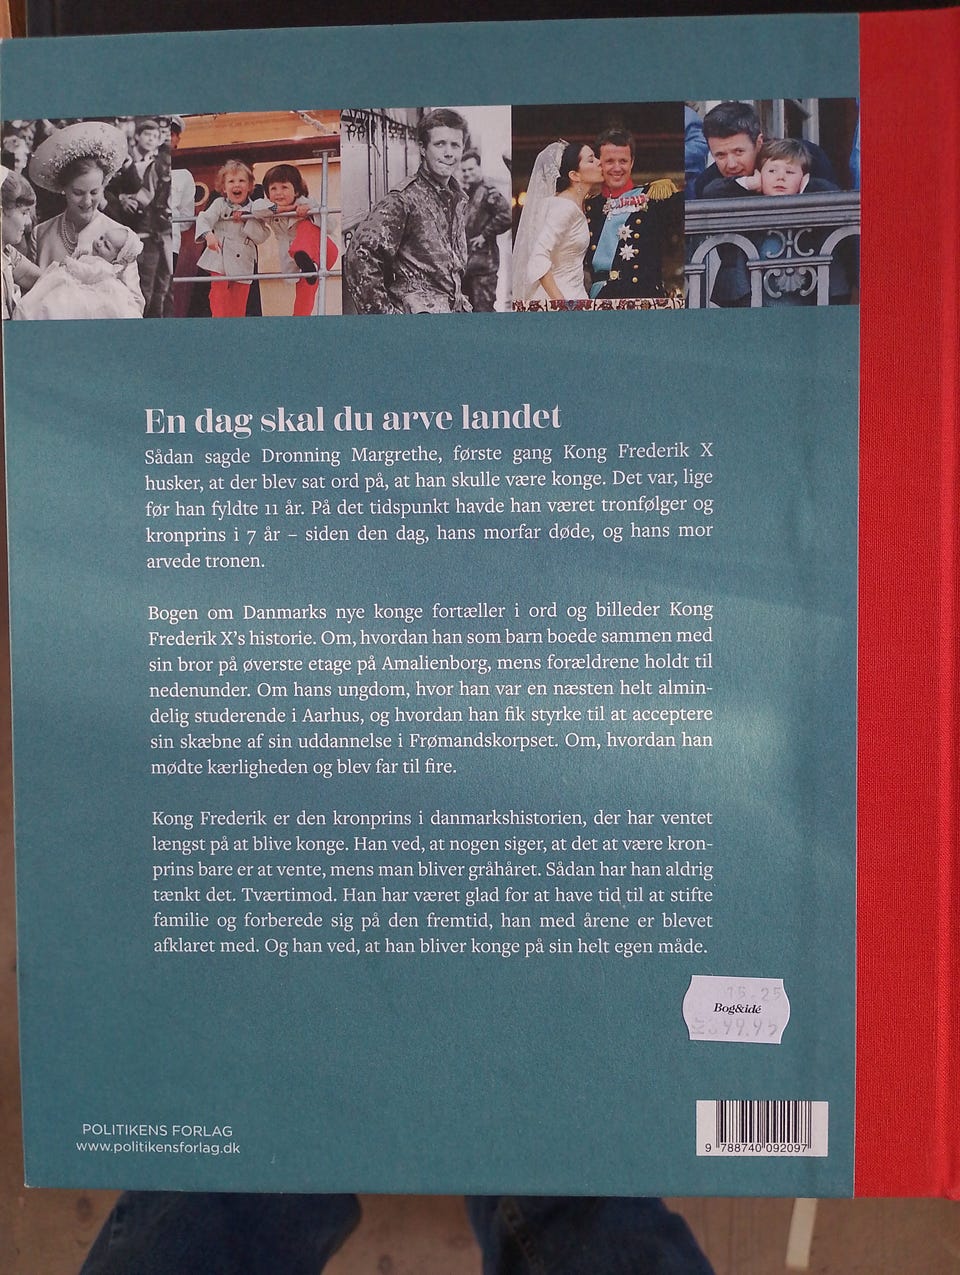 En dag skal du arve landet
Sådan sagde Dronning Margrethe, første gang Kong Frederik X
husker, at der blev sat ord på, at han skulle være konge. Det var, lige
før han fyldte 11 år. På det tidspunkt havde han været tronfølger og
kronprins i 7 år – siden den dag, hans morfar døde, og hans mor
arvede tronen.
Bogen om Danmarks nye konge fortæller i ord og billeder Kong
Frederik X's historie. Om, hvordan han som barn boede sammen med
sin bror på øverste etage på Amalienborg, mens forældrene holdt til
nedenunder. Om hans ungdom, hvor han var en næsten helt almin-
delig studerende i Aarhus, og hvordan han fik styrke til at acceptere
sin skæbne af sin uddannelse i Frømandskorpset. Om, hvordan han
mødte kærligheden og blev far til fire.
Kong Frederik er den kronprins i danmarkshistorien, der har ventet
længst på at blive konge. Han ved, at nogen siger, at det at være kron-
prins bare er at vente, mens man bliver gråhåret. Sådan har han aldrig
tænkt det. Tværtimod. Han har været glad for at have tid til at stifte
familie og forberede sig på den fremtid, han med årene er blevet
afklaret med. Og han ved, at han bliver konge på sin helt egen måde.
15.25
Bog&idé
POLITIKENS FORLAG
www.politikensforlag.dk
9 788740 092097